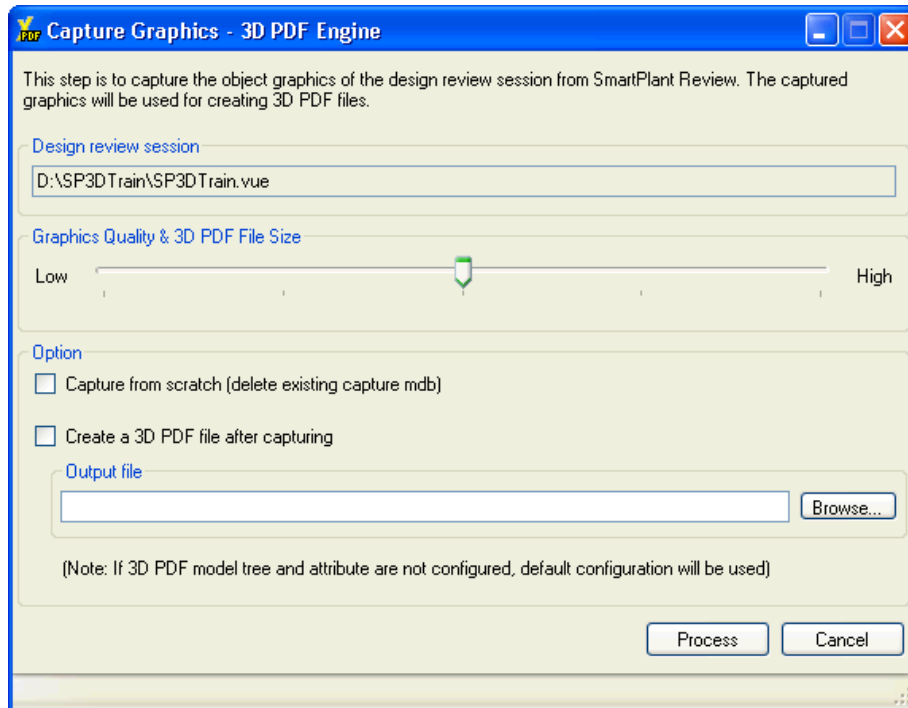 PDF
Capture Graphics - 3D PDF Engine
This step is to capture the object graphics of the design review session from SmartPlant Review. The captured
graphics will be used for creating 3D PDF files.
Design review session
D:\SP3DTrain\SP3DTrain.vue
Graphics Quality & 3D PDF File Size
Low
High
Option
Capture from scratch (delete existing capture mdb)
Create a 3D PDF file after capturing
Output file
Browse...
(Note: If 3D PDF model tree and attribute are not configured, default configuration will be used)
Process
Cancel